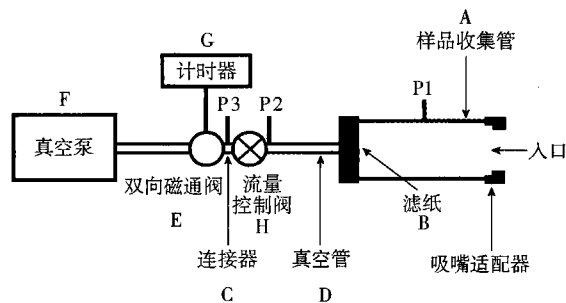 A
样品收集管
G
计时器
P1
F
P3
P2
真空泵
入口
双向磁通阀
流量
控制阀
滤纸
E
H
B
连接器
真空管
吸嘴适配器
C
D